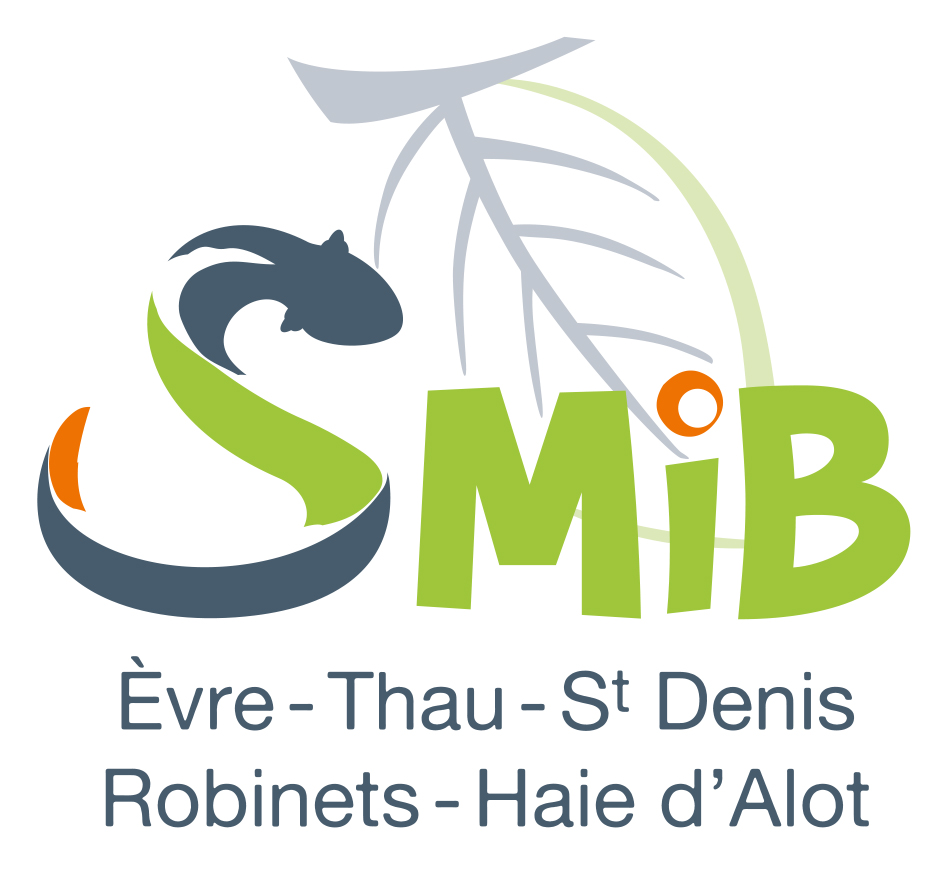 SMiB
Èvre - Thau - St Denis
Robinets - Haie d'Alot